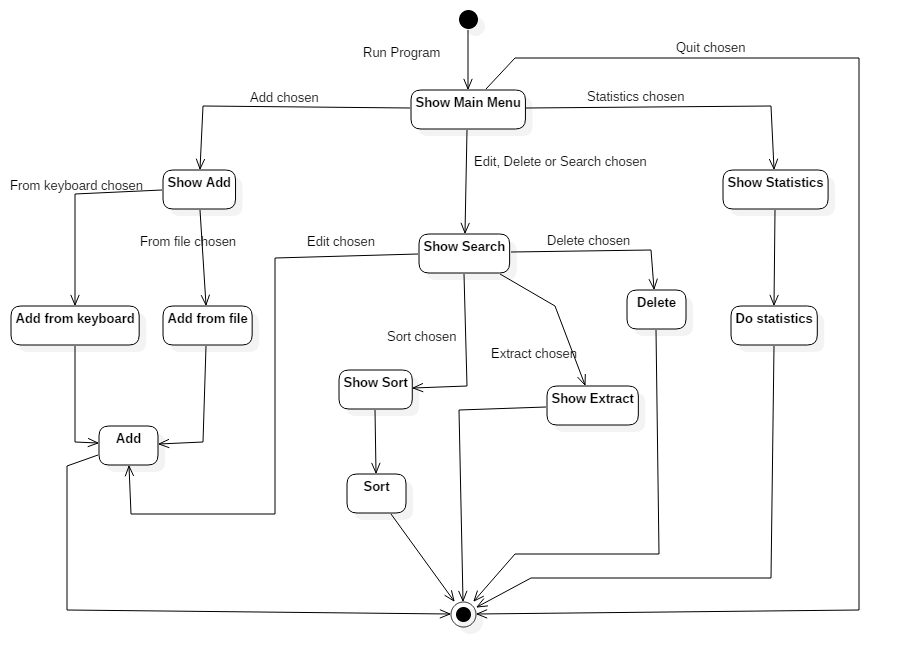 Quit chosen
Run Program
Add chosen
Show Main Menu
Statistics chosen
Edit, Delete or Search chosen
From keyboard chosen
Show Add
Show Statistics
From file chosen
Edit chosen
Show Search
Delete chosen
Add from keyboard
Add from file
Delete
Do statistics
Sort chosen
Extract chosen
Show Sort
Show Extract
Add
Sort